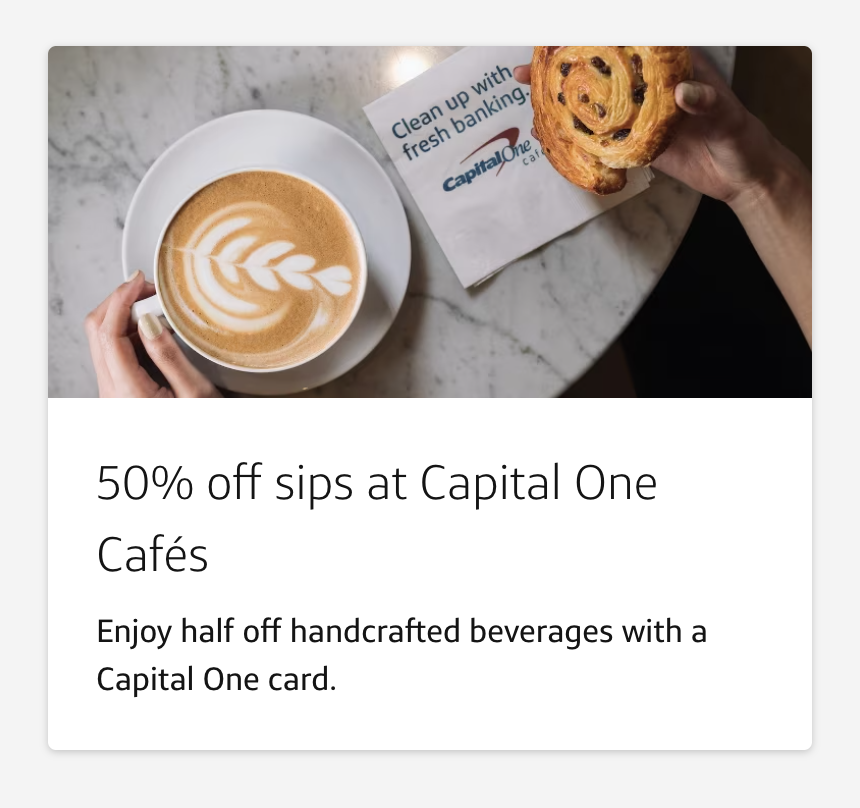 Clean up with
fresh banking.
CapitalOne
50% off sips at Capital One
Cafés
Enjoy half off handcrafted beverages with a
Capital One card.